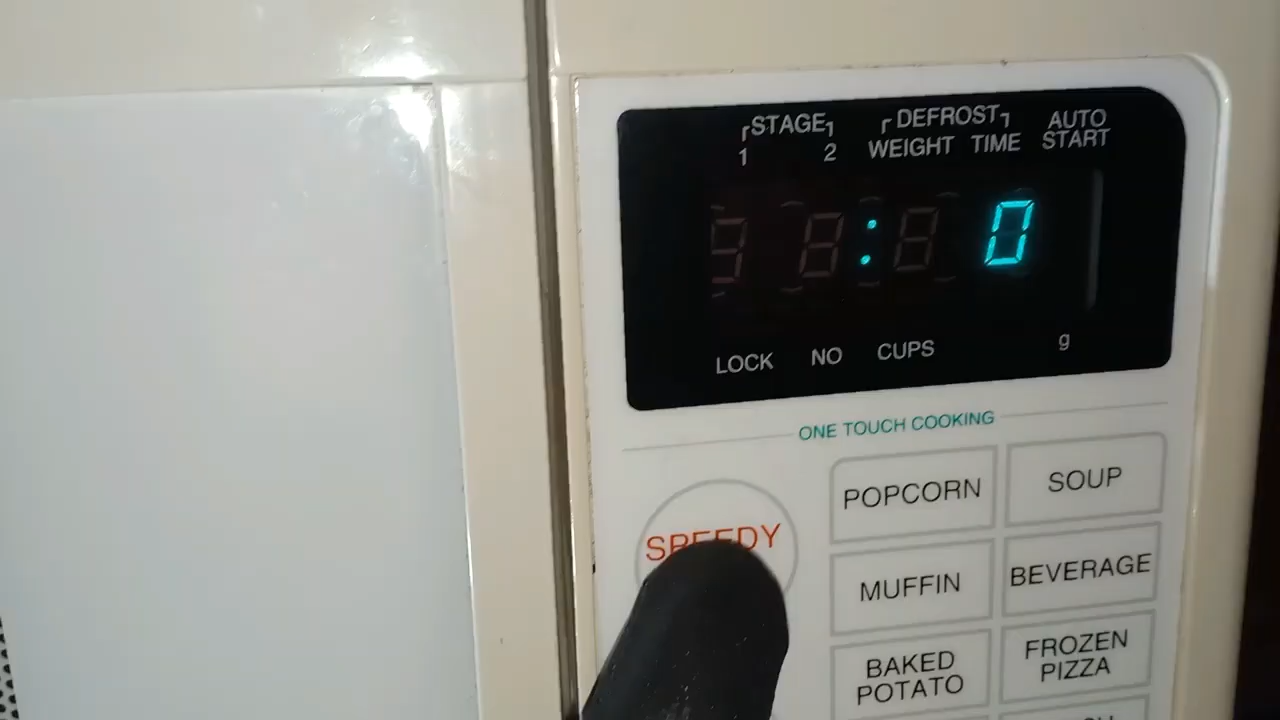 STAGE
1 2
DEFROST
WEIGHT TIME
AUTO
START
: 0
LOCK NO CUPS g
ONE TOUCH COOKING
SPEEDY
POPCORN
SOUP
MUFFIN
BEVERAGE
BAKED
POTATO
FROZEN
PIZZA